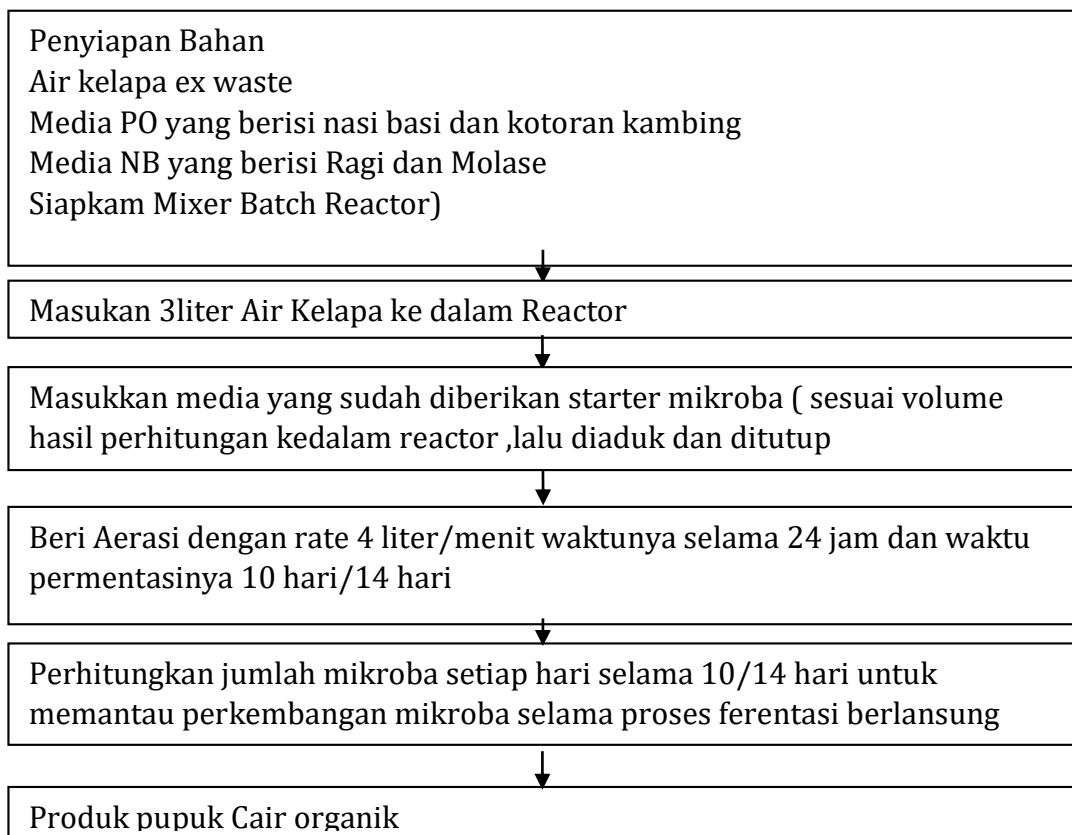 Penyiapan Bahan
Air kelapa ex waste
Media PO yang berisi nasi basi dan kotoran kambing
Media NB yang berisi Ragi dan Molase
Siapkam Mixer Batch Reactor)
Masukan 3liter Air Kelapa ke dalam Reactor
Masukkan media yang sudah diberikan starter mikroba ( sesuai volume
hasil perhitungan kedalam reactor ,lalu diaduk dan ditutup
Beri Aerasi dengan rate 4 liter/menit waktunya selama 24 jam dan waktu
permentasinya 10 hari/14 hari
Perhitungkan jumlah mikroba setiap hari selama 10/14 hari untuk
memantau perkembangan mikroba selama proses ferentasi berlansung
Produk pupuk Cair organik